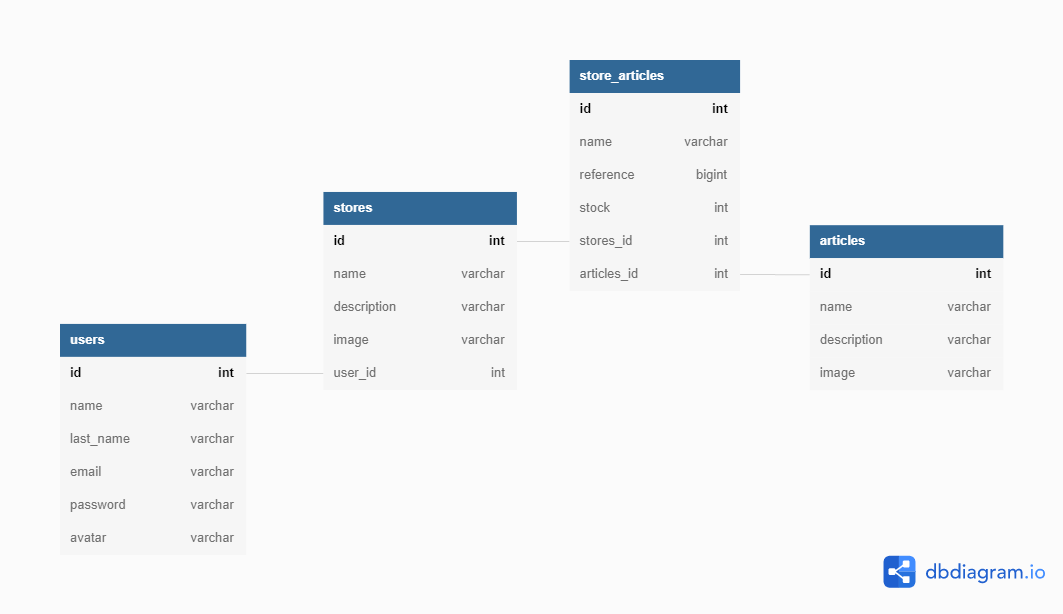 store_articles
id int
name varchar
reference bigint
stock int
stores_id int
articles_id int
stores
id int
name varchar
description varchar
image varchar
user_id int
articles
id int
name varchar
description varchar
image varchar
users
id int
name varchar
last_name varchar
email varchar
password varchar
avatar varchar
dbdiagram.io